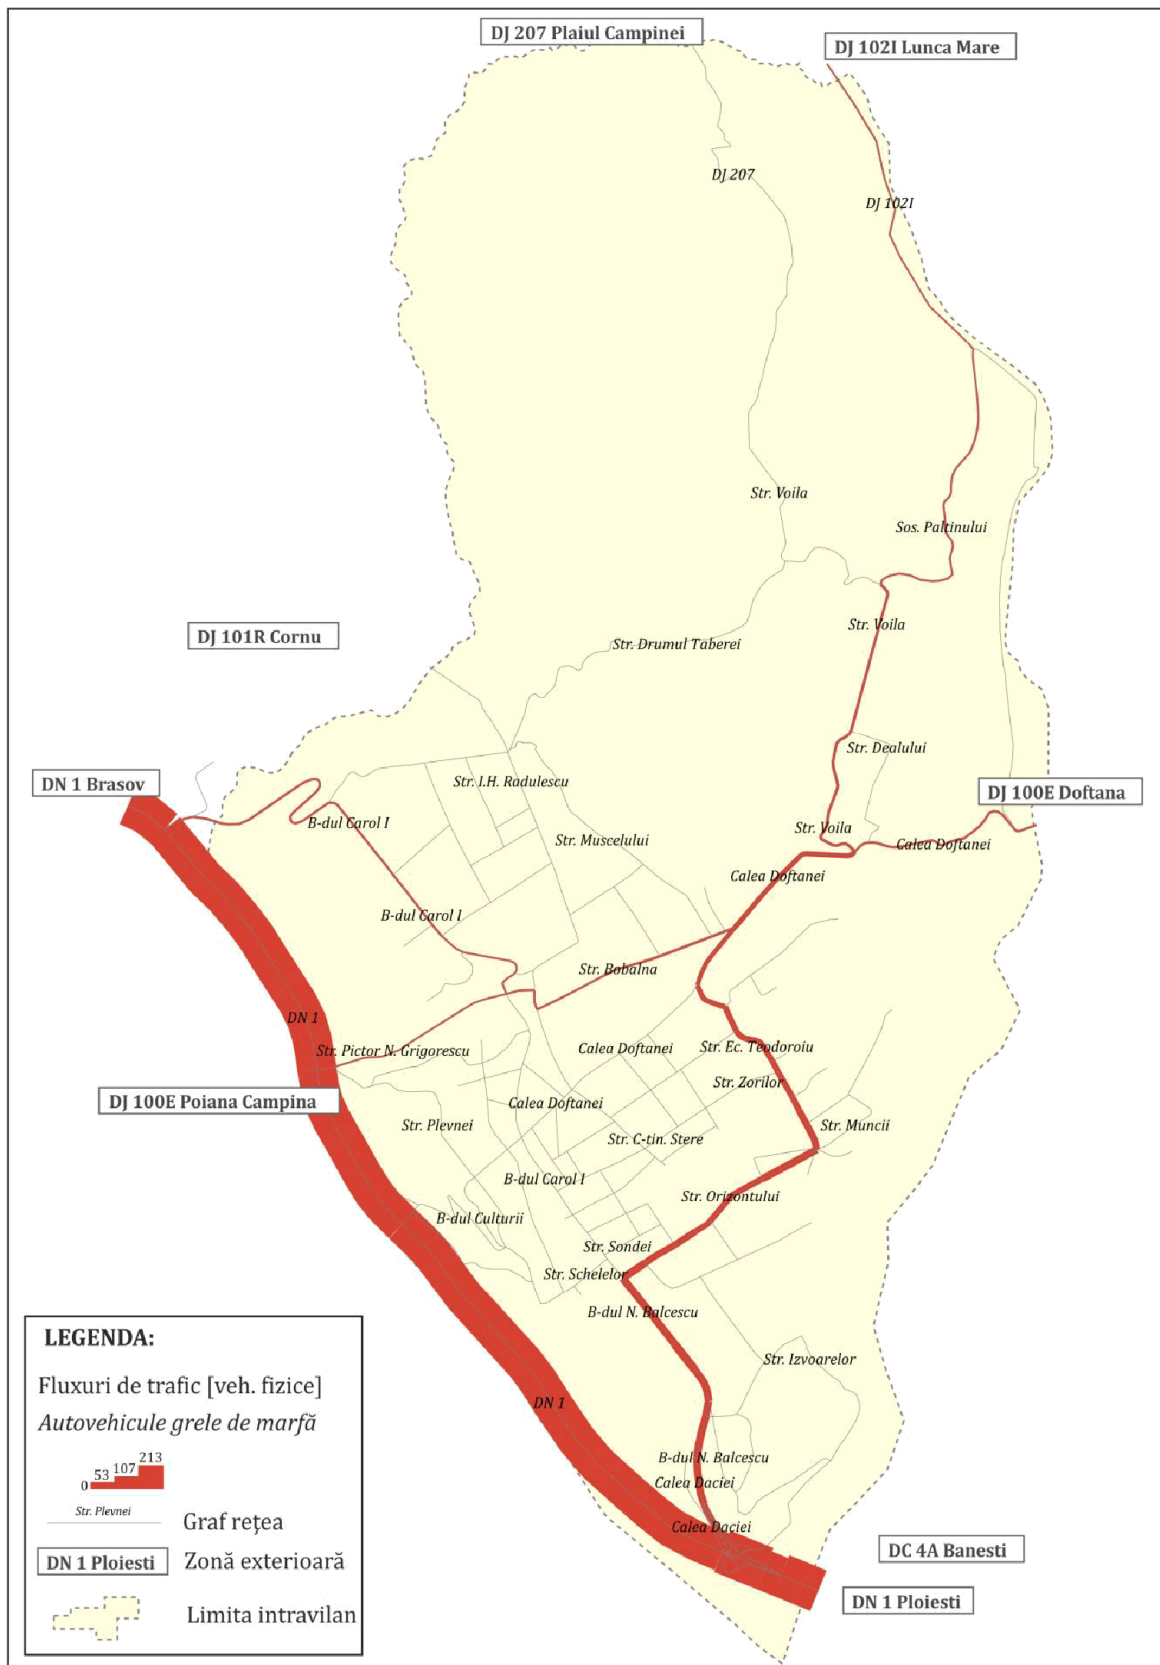 DJ 207 Plaiul Campinei
DJ 102I Lunca Mare
DJ 207
DJ 102I
Str. Voila
Sos. Paltinului
DJ 101R Cornu
Str. Voila
Str. Drumul Taberei
Str. Dealului
DN 1 Brasov
Str. I.H. Radulescu
DJ 100E Doftana
B-dul Carol I
Str. Voila
Str. Muscelului
Calea Doftanei
Calea Doftanei
B-dul Carol I
Str. Bobalna
DN 1
Str. Pictor N. Grigorescu
Calea Doftanei
Str. Ec. Teodoroiu
Str. Zorilor
DJ 100E Poiana Campina
Calea Doftanei
Str. Plevnei
Str. Muncii
Str. C-tin. Stere
B-dul Carol I
Str. Orizontului
B-dul Culturii
Str. Sondei
Str. Schelelor
B-dul N. Balcescu
LEGENDA:
Str. Izvoarelor
Fluxuri de trafic [veh. fizice]
DN 1
Autovehicule grele de marfă
B-dul N. Balcescu
0 53 107 213
Calea Daciei
Str. Plevnei
Graf rețea
Calea Daciei
DC 4A Banesti
DN 1 Ploiesti
Zonă exterioară
DN 1 Ploiesti
Limita intravilan